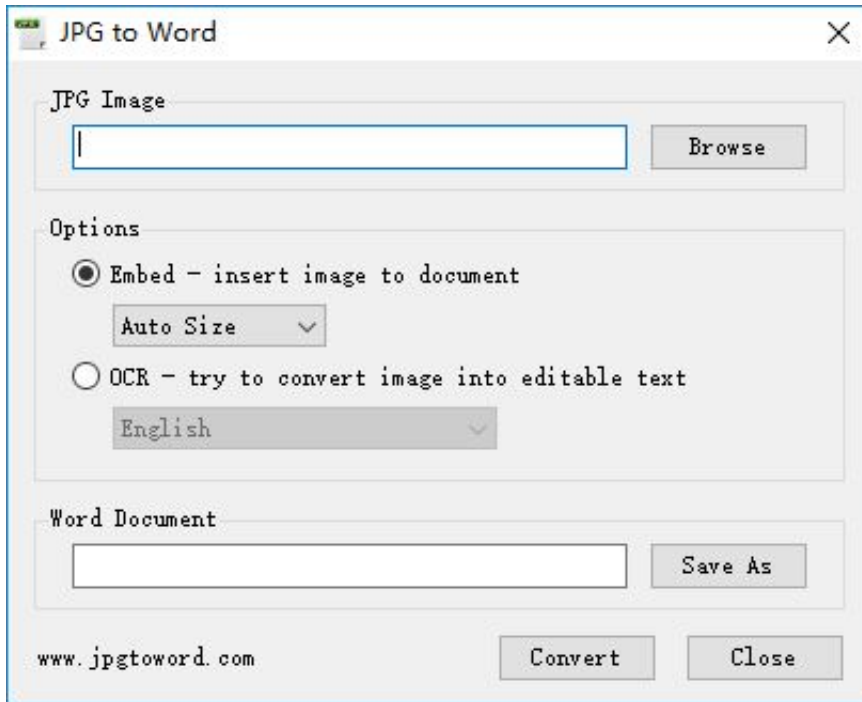 JPG to Word
JPG Image
Browse
Options
Embed - insert image to document
Auto Size
OCR - try to convert image into editable text
English
Word Document
Save As
www.jpgtoword.com
Convert
Close